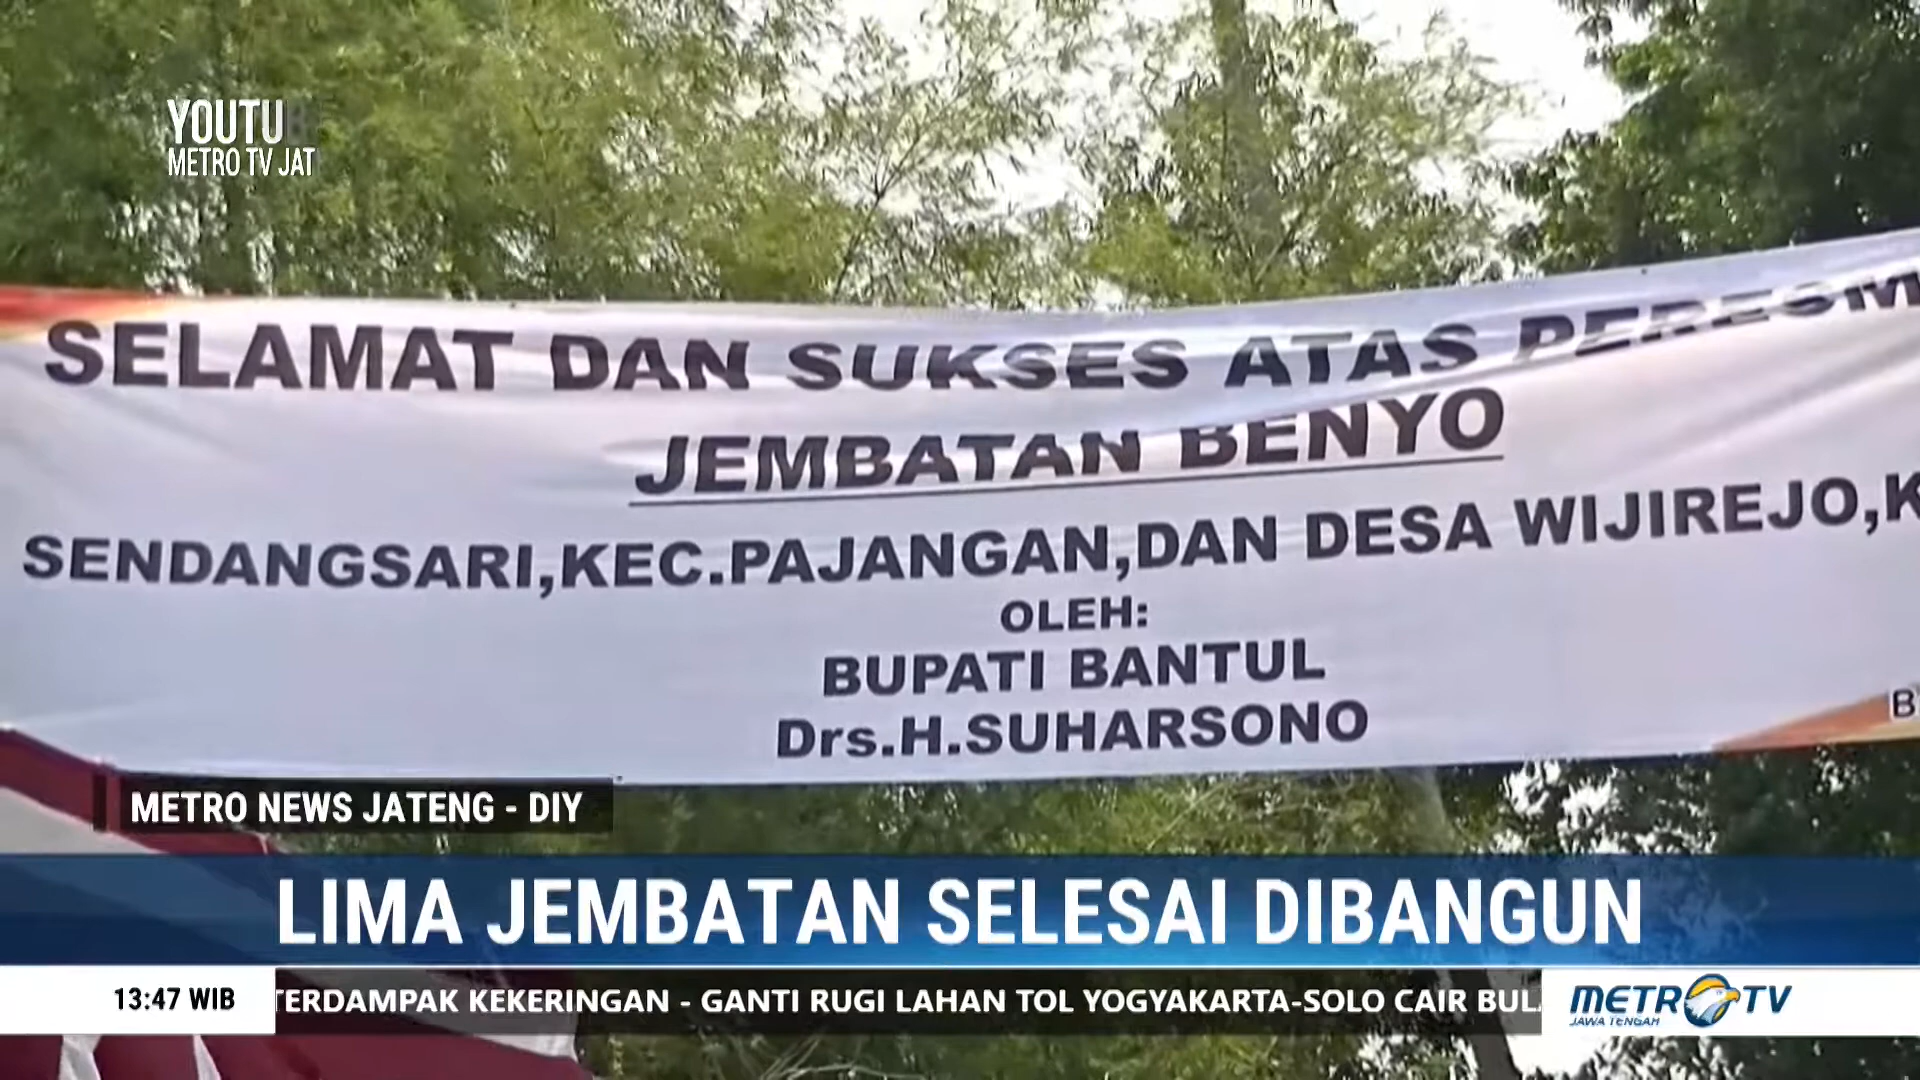 YOUTU
METRO TV JAT
SELAMAT DAN SUKSES ATAS PERESM
JEMBATAN BENYO
SENDANGSARI,KEC.PAJANGAN,DAN DESA WIJIREJO,K
OLEH:
BUPATI BANTUL
Drs.H.SUHARSONO
B
METRO NEWS JATENG - DIY
LIMA JEMBATAN SELESAI DIBANGUN
13:47 WIB
TERDAMPAK KEKERINGAN - GANTI RUGI LAHAN TOL YOGYAKARTA-SOLO CAIR BUL
METRO TV
JAWA TENGAH